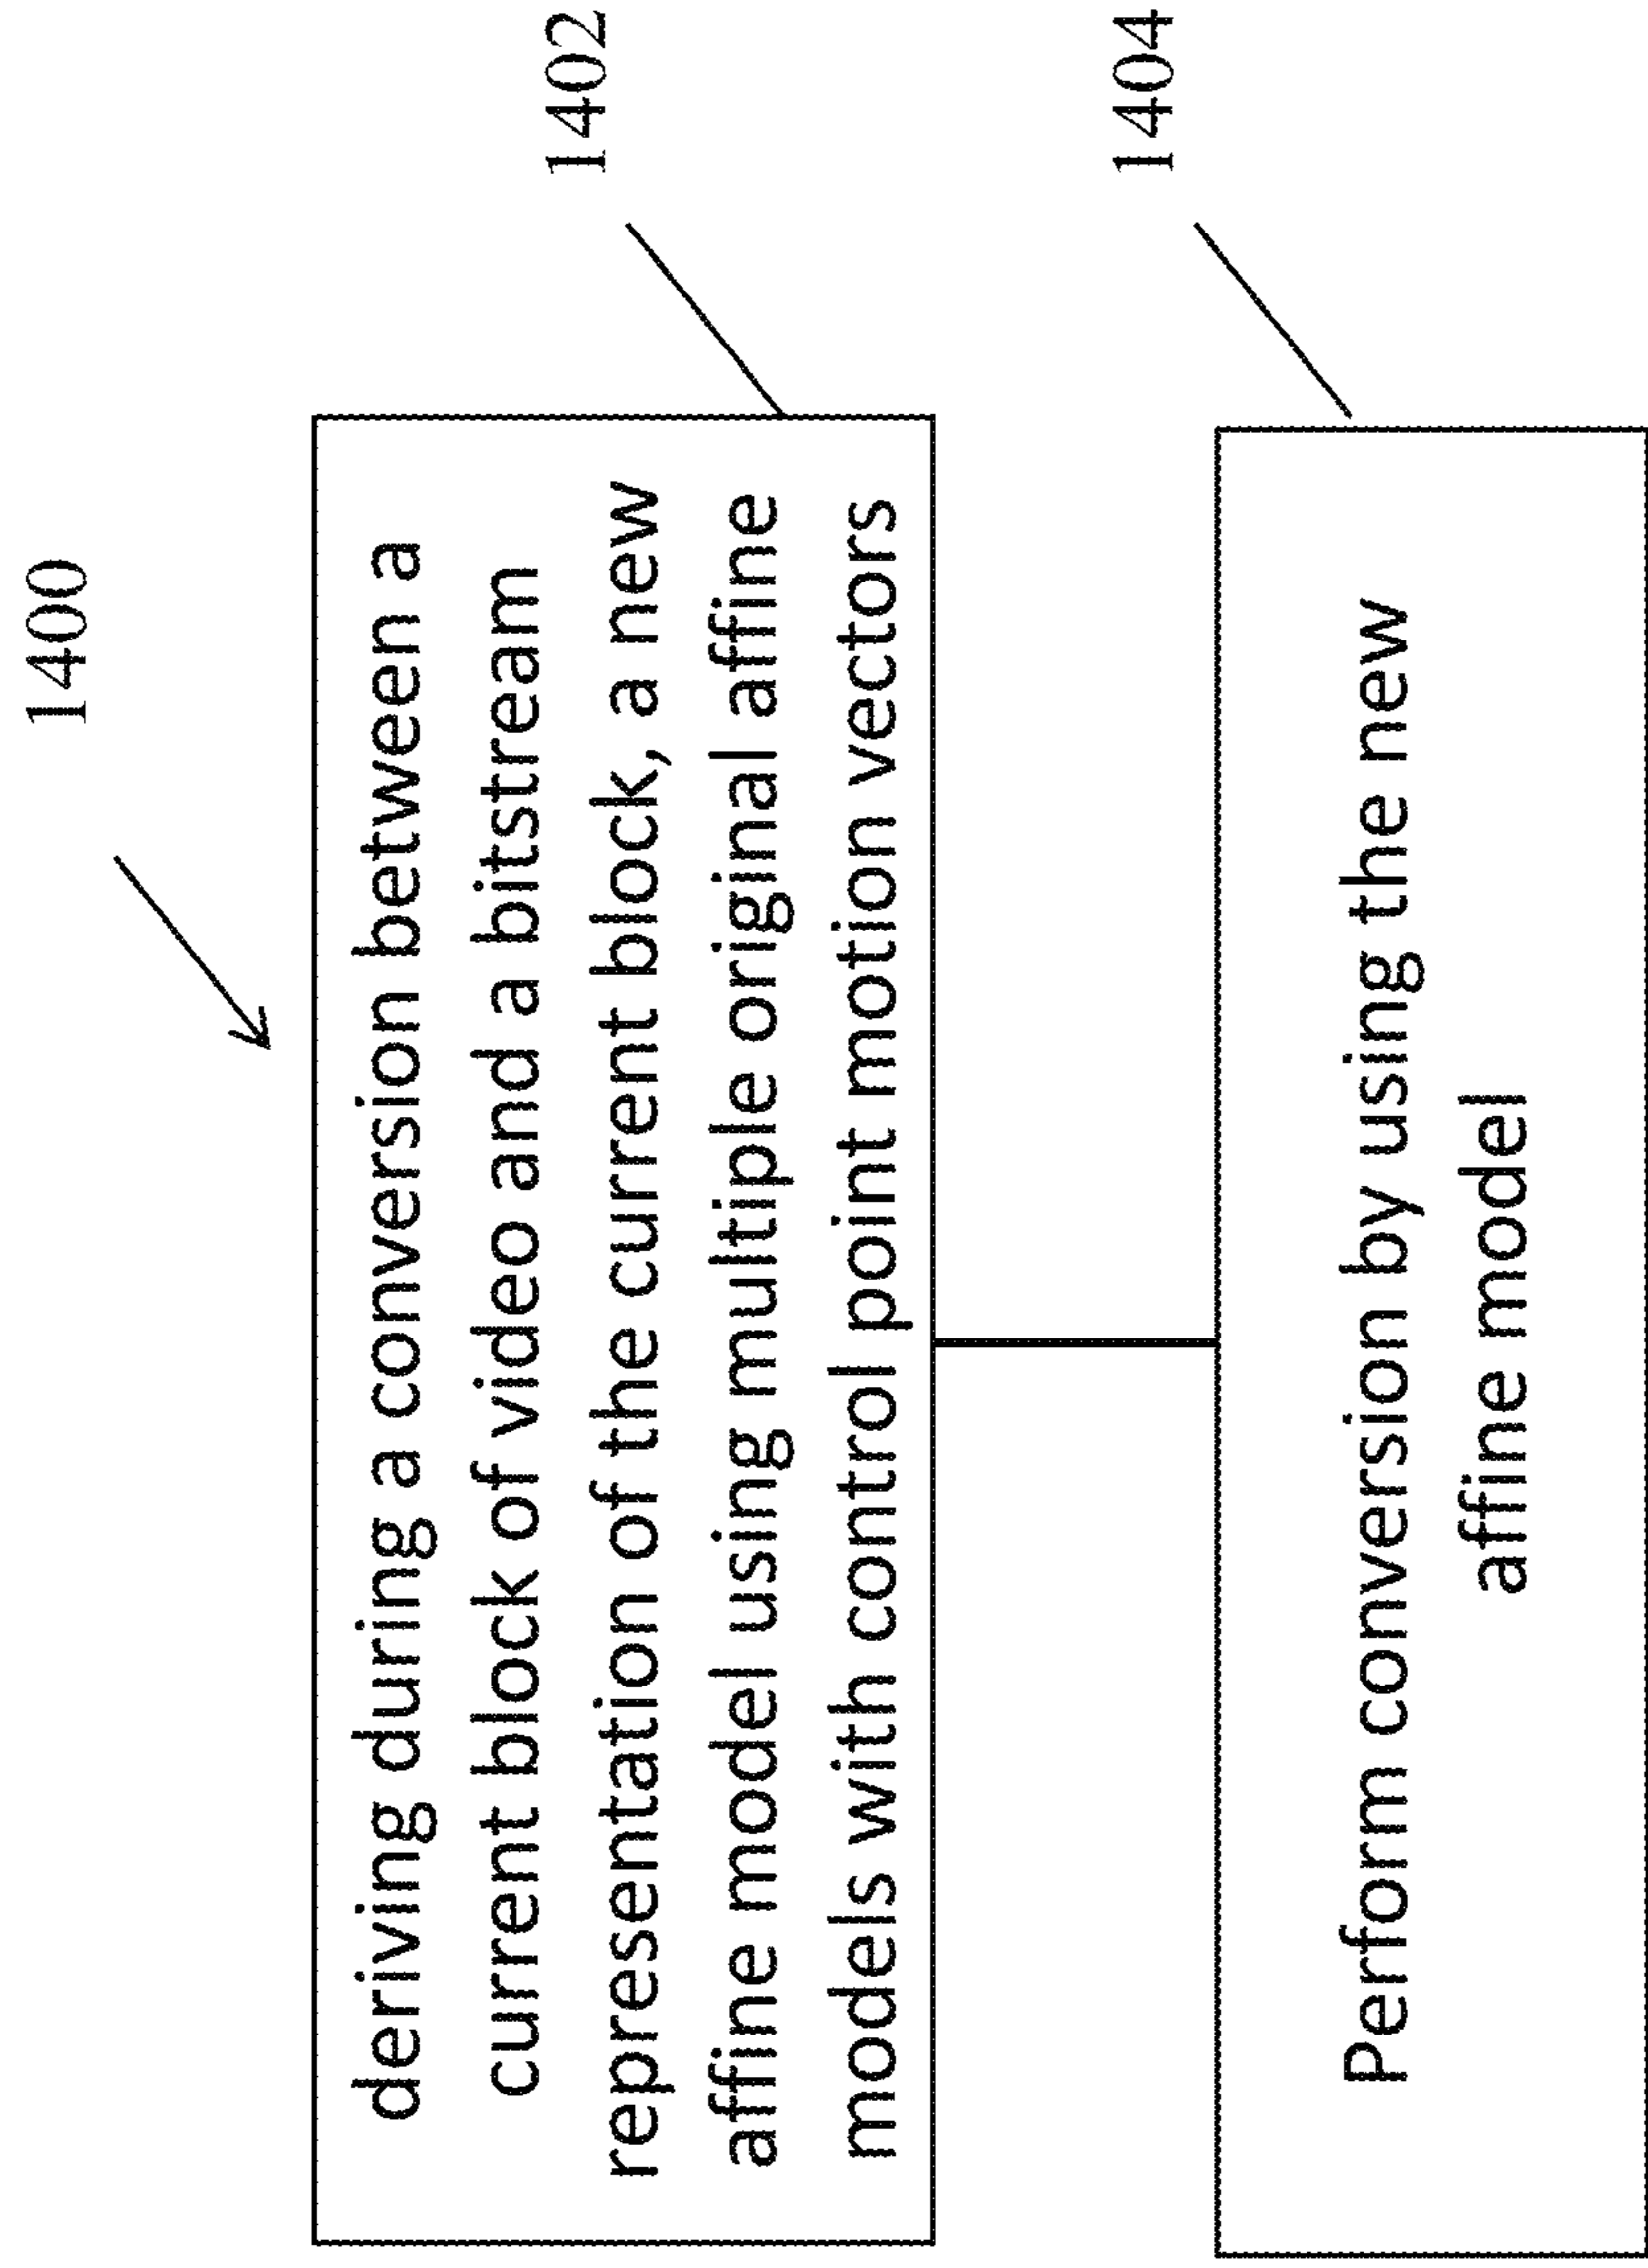 1400
deriving during a conversion between a
current block of video and a bitstream
representation of the current block, a new
affine model using multiple original affine
models with control point motion vectors
1402
Perform conversion by using the new
affine model
1404